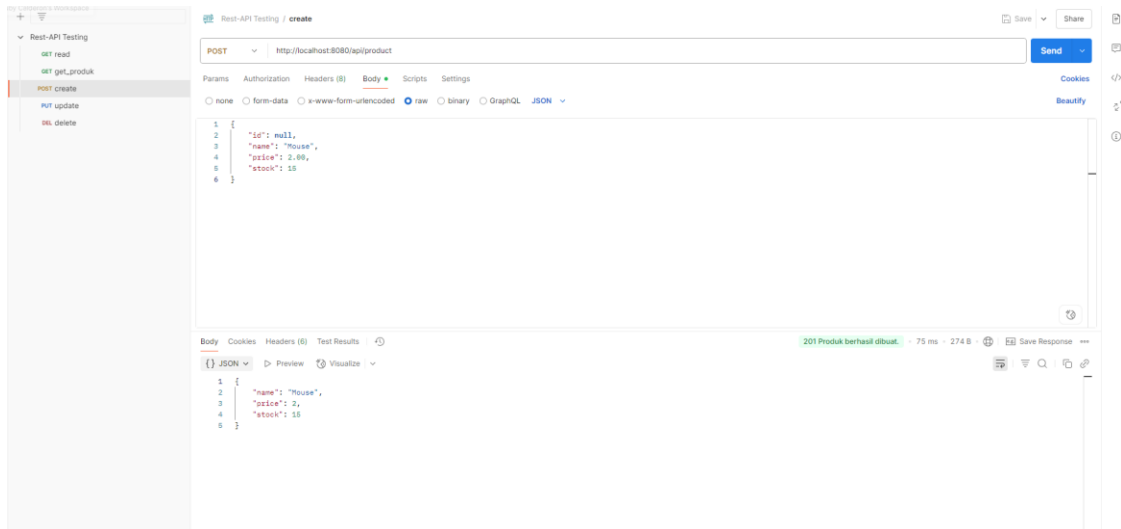 Rest-API Testing / create
Save
Share
Rest-API Testing
GET read
GET get_produk
POST create
PUT update
DEL delete
POST
http://localhost:8080/api/product
Send
Params Authorization Headers (8) Body Scripts Settings
Cookies
none form-data x-www-form-urlencoded raw binary GraphQL JSON
Beautify
1 {
2 "id": null,
3 "name": "Mouse",
4 "price": 2.00,
5 "stock": 15
6 }
Body Cookies Headers (6) Test Results
201 Produk berhasil dibuat. 75 ms 274 B Save Response
{} JSON Preview Visualize
1 {
2 "name": "Mouse",
3 "price": 2,
4 "stock": 15
5 }